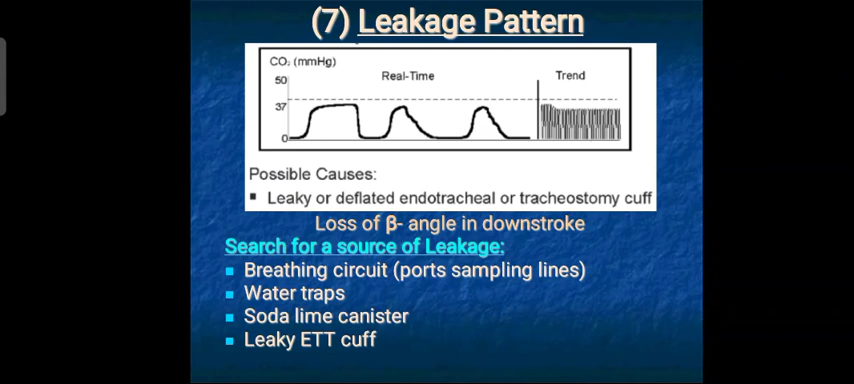 (7) Leakage Pattern
CO₂ (mmHg)
Real-Time
Trend
50
37
0
Possible Causes:
▪ Leaky or deflated endotracheal or tracheostomy cuff
Loss of β- angle in downstroke
Search for a source of Leakage:
▪ Breathing circuit (ports sampling lines)
▪ Water traps
▪ Soda lime canister
▪ Leaky ETT cuff